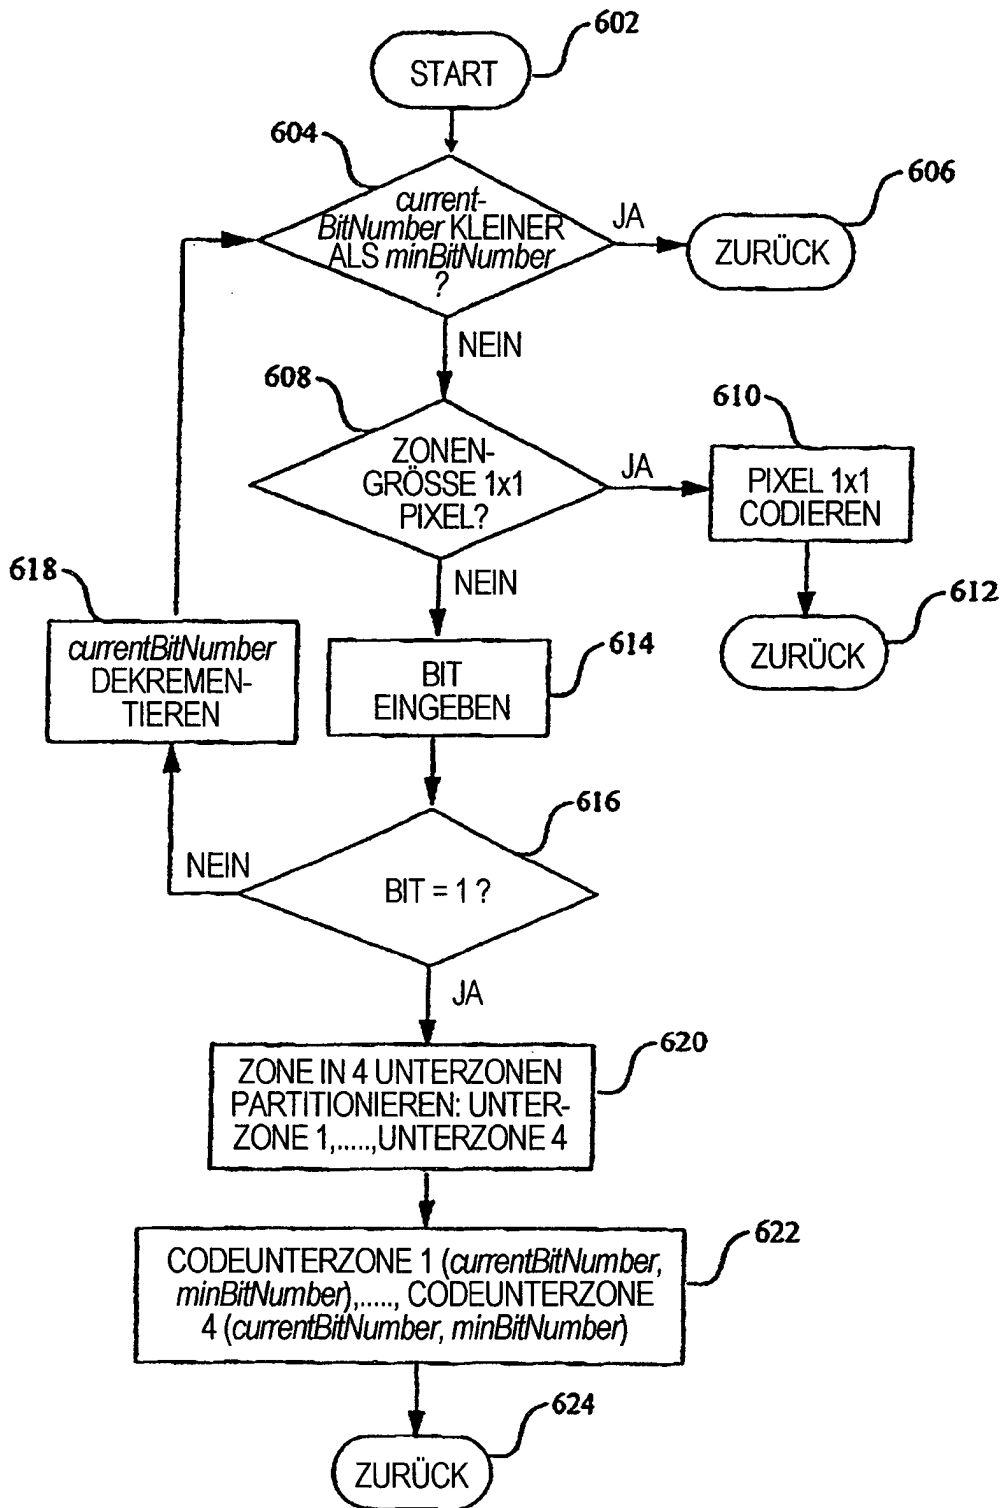 602
START
604
current-
BitNumber KLEINER
ALS minBitNumber
?
JA
606
ZURÜCK
NEIN
608
ZONEN-
GRÖSSE 1x1
PIXEL?
JA
610
PIXEL 1x1
CODIEREN
612
ZURÜCK
NEIN
614
BIT
EINGEBEN
618
currentBitNumber
DEKREMEN-
TIEREN
616
BIT = 1 ?
NEIN
JA
620
ZONE IN 4 UNTERZONEN
PARTITIONIEREN: UNTER-
ZONE 1,.....,UNTERZONE 4
622
CODEUNTERZONE 1 (currentBitNumber,
minBitNumber),....., CODEUNTERZONE
4 (currentBitNumber, minBitNumber)
624
ZURÜCK